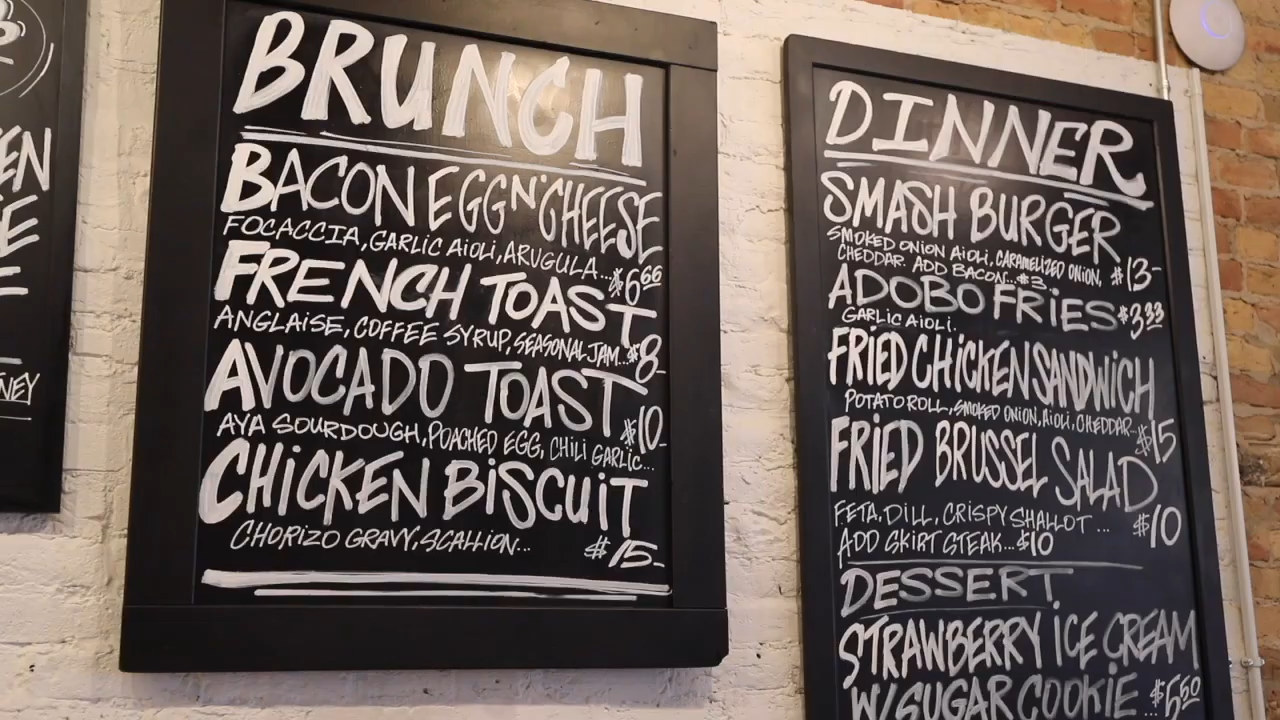 EN
E
NEY
BRUNCH
BACON EGG N' CHEESE
FOCACCIA, GARLIC AIOLI, ARUGULA... $6.66
FRENCH TOAST
ANGLAISE, COFFEE SYRUP, SEASONAL JAM... $8-
AVOCADO TOAST
AYA SOURDOUGH, POACHED EGG, CHILI GARLIC... $10-
CHICKEN BISCUIT
CHORIZO GRAVY, SCALLION... $15-
DINNER
SMASH BURGER
SMOKED ONION AIOLI, CARAMELIZED ONION,
CHEDDAR. ADD BACON... $3 $13-
ADOBO FRIES $3.33
GARLIC AIOLI.
FRIED CHICKEN SANDWICH
POTATO ROLL, SMOKED ONION, AIOLI, CHEDDAR... $15
FRIED BRUSSEL SALAD
FETA, DILL, CRISPY SHALLOT ... $10
ADD SKIRT STEAK... $10
DESSERT
STRAWBERRY ICE CREAM
W/SUGAR COOKIE ... $5.50